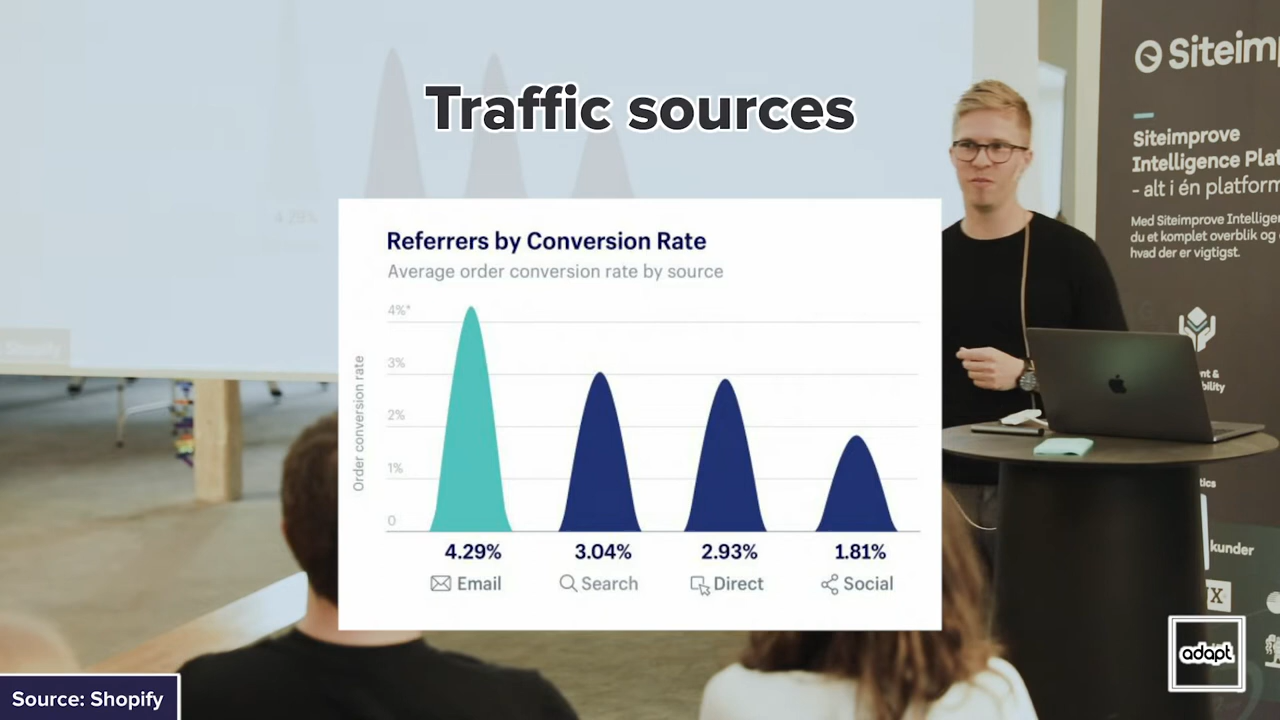 Traffic sources
Referrers by Conversion Rate
Average order conversion rate by source
Order conversion rate
4%*
3%
2%
1%
0
4.29%
3.04%
2.93%
1.81%
Email
Search
Direct
Social
Siteimp
Siteimprove
Intelligence Plat
- alt i én platform
Med Siteimprove Intelligen
du et komplet overblik og
hvad der er vigtigst.
kunder
adapt
Source: Shopify